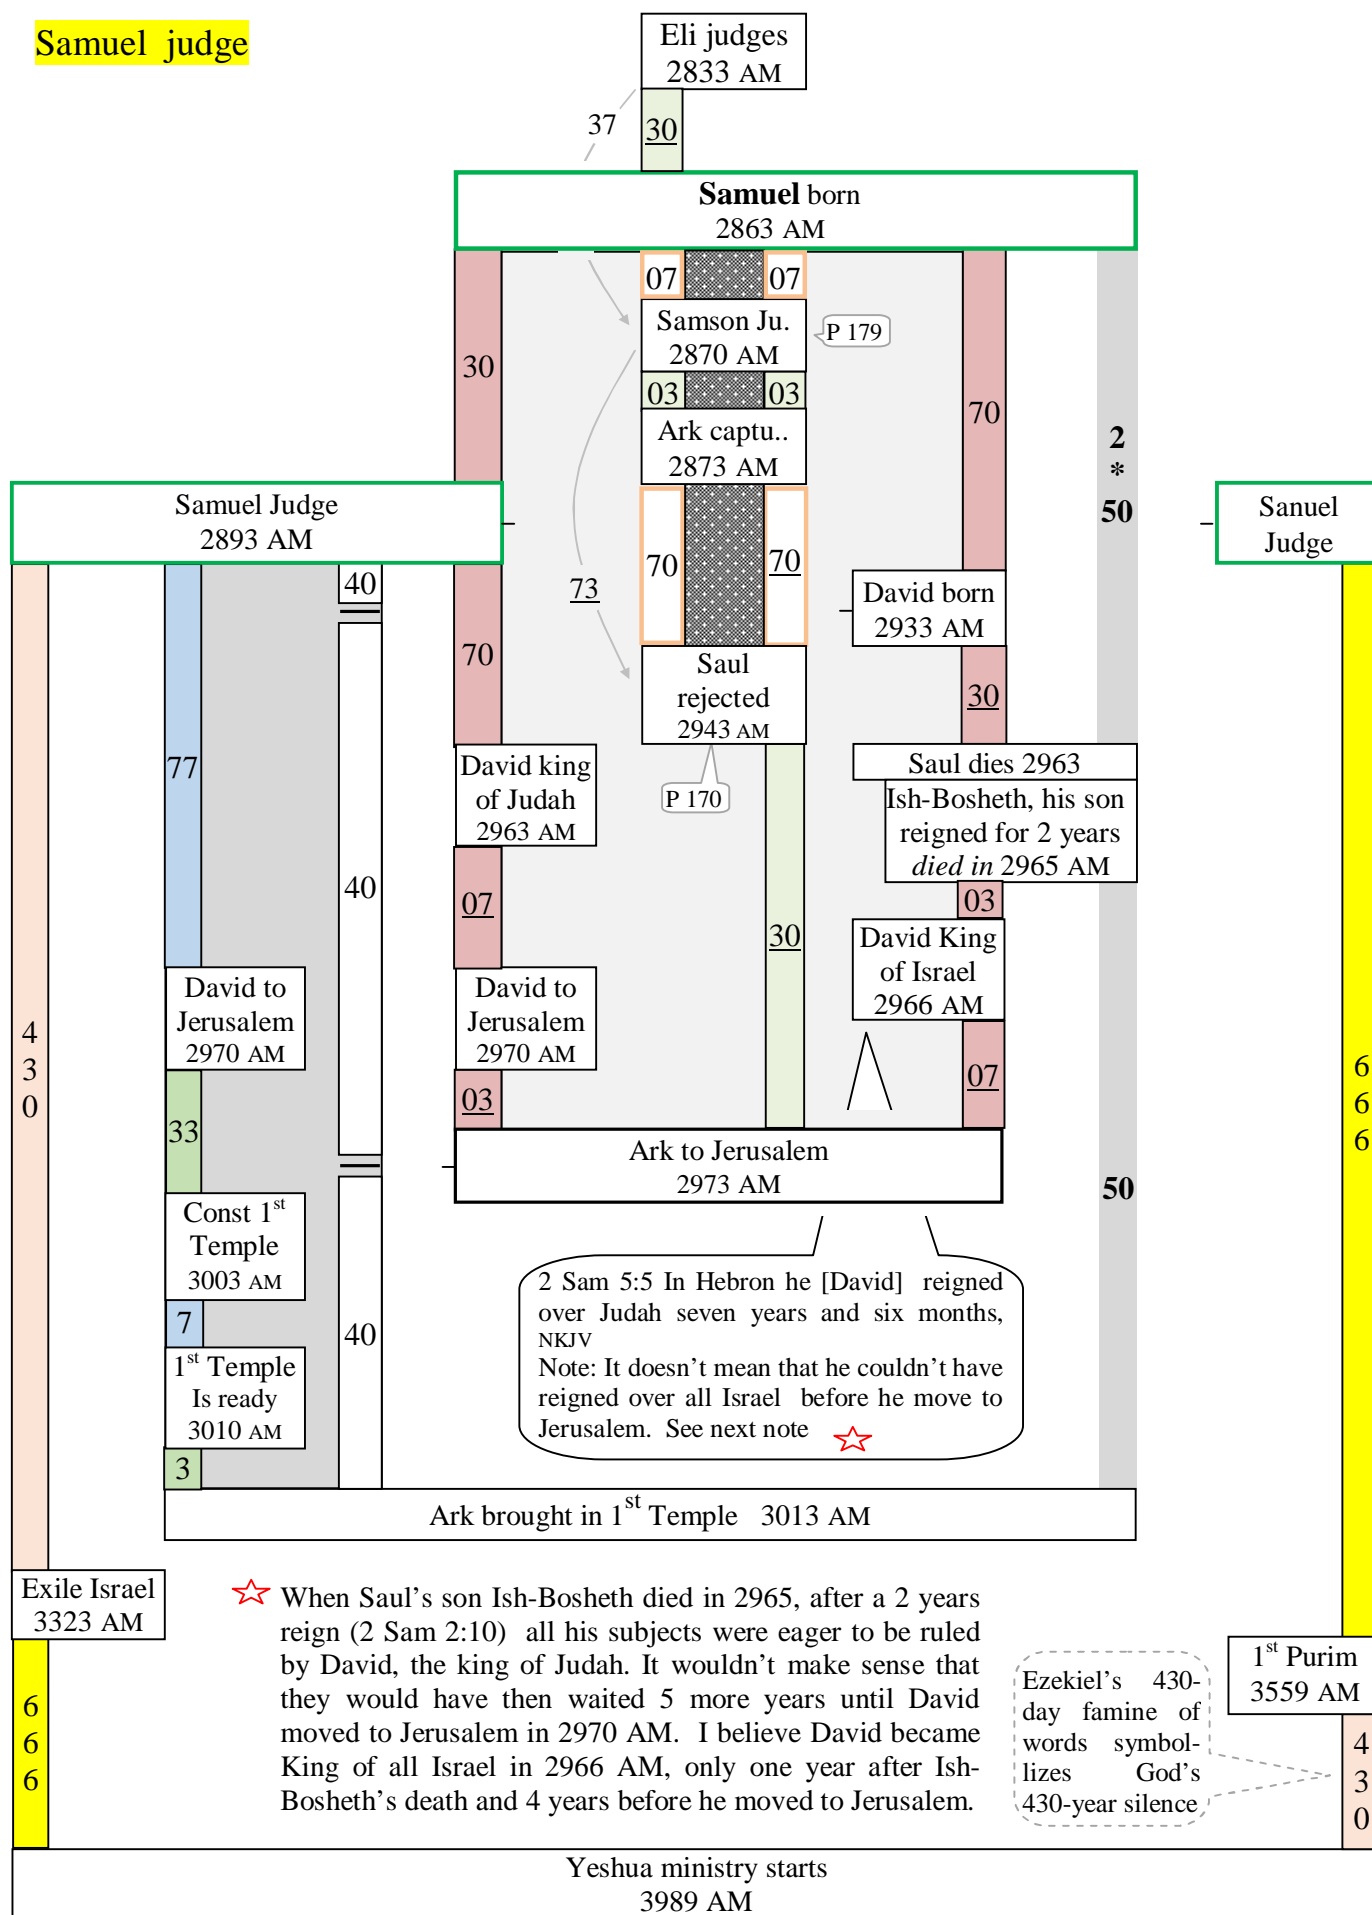 Samuel judge
Eli judges
2833 AM
37
30
Samuel born
2863 AM
07
07
Samson Ju.
2870 AM
P 179
30
03
03
70
Ark captu..
2873 AM
2
*
50
Samuel Judge
2893 AM
Sanuel
Judge
70
70
40
73
David born
2933 AM
70
Saul
rejected
2943 AM
30
77
David king
of Judah
2963 AM
P 170
Saul dies 2963
Ish-Bosheth, his son
reigned for 2 years
died in 2965 AM
40
07
03
30
David King
of Israel
2966 AM
David to
Jerusalem
2970 AM
David to
Jerusalem
2970 AM
4
3
0
6
6
6
03
07
33
Ark to Jerusalem
2973 AM
50
Const 1st
Temple
3003 AM
7
40
1st Temple
Is ready
3010 AM
3
2 Sam 5:5 In Hebron he [David] reigned
over Judah seven years and six months,
NKJV
Note: It doesn’t mean that he couldn’t have
reigned over all Israel before he move to
Jerusalem. See next note
Ark brought in 1st Temple 3013 AM
Exile Israel
3323 AM
When Saul’s son Ish-Bosheth died in 2965, after a 2 years
reign (2 Sam 2:10) all his subjects were eager to be ruled
by David, the king of Judah. It wouldn’t make sense that
they would have then waited 5 more years until David
moved to Jerusalem in 2970 AM. I believe David became
King of all Israel in 2966 AM, only one year after Ish-
Bosheth’s death and 4 years before he moved to Jerusalem.
6
6
6
Ezekiel’s 430-
day famine of
words symbol-
lizes God’s
430-year silence
1st Purim
3559 AM
4
3
0
Yeshua ministry starts
3989 AM